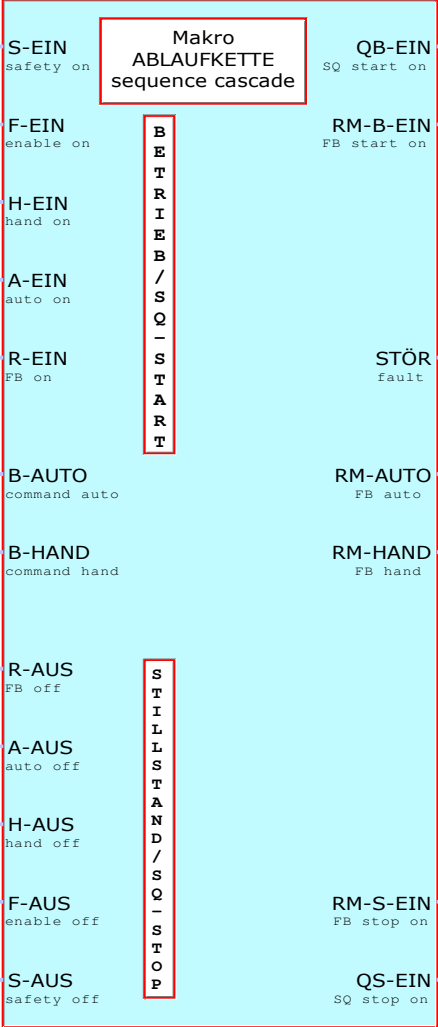 Makro
ABLAUFKETTE
sequence cascade
S-EIN
safety on
QB-EIN
SQ start on
F-EIN
enable on
RM-B-EIN
FB start on
H-EIN
hand on
A-EIN
auto on
R-EIN
FB on
STÖR
fault
BETRIEB/SQ-START
B-AUTO
command auto
RM-AUTO
FB auto
B-HAND
command hand
RM-HAND
FB hand
R-AUS
FB off
A-AUS
auto off
H-AUS
hand off
F-AUS
enable off
RM-S-EIN
FB stop on
S-AUS
safety off
QS-EIN
SQ stop on
STILLSTAND/SQ-STOP